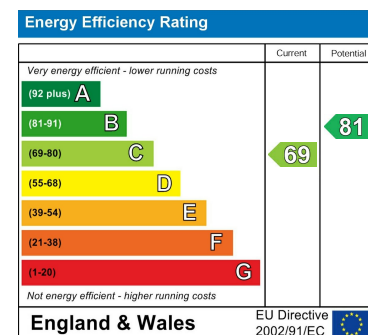 Energy Efficiency Rating
Current Potential
Very energy efficient - lower running costs
(92 plus) A
(81-91) B
81
(69-80) C
69
(55-68) D
(39-54) E
(21-38) F
(1-20) G
Not energy efficient - higher running costs
England & Wales
EU Directive
2002/91/EC